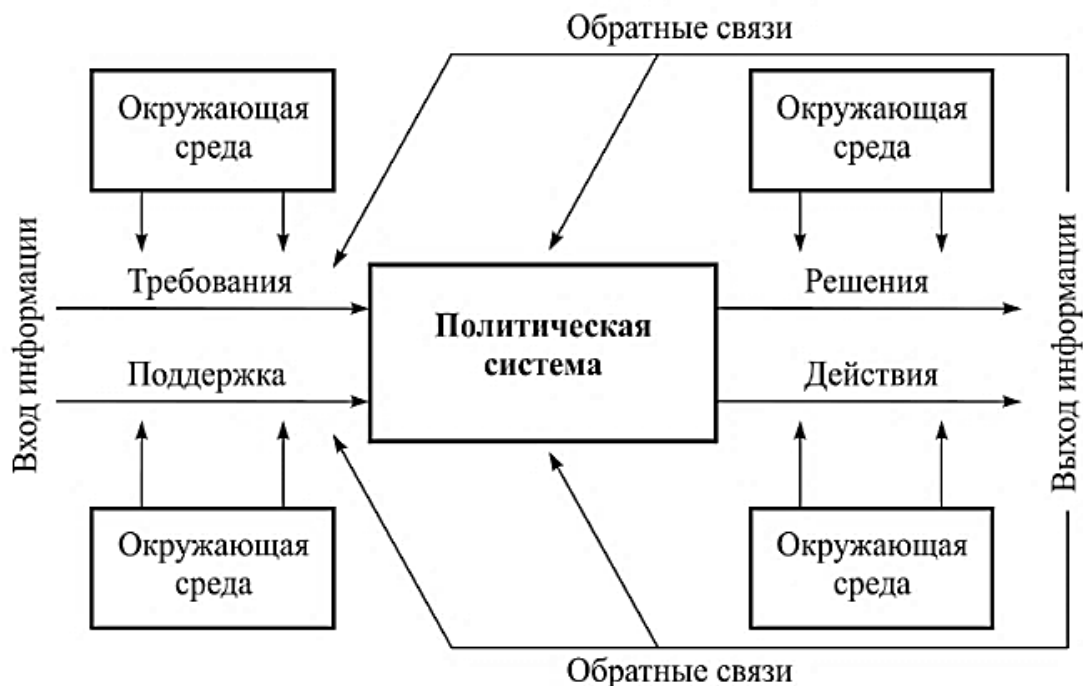 Обратные связи
Окружающая
среда
Окружающая
среда
Вход информации
Требования
Поддержка
Политическая
система
Решения
Действия
Выход информации
Окружающая
среда
Окружающая
среда
Обратные связи